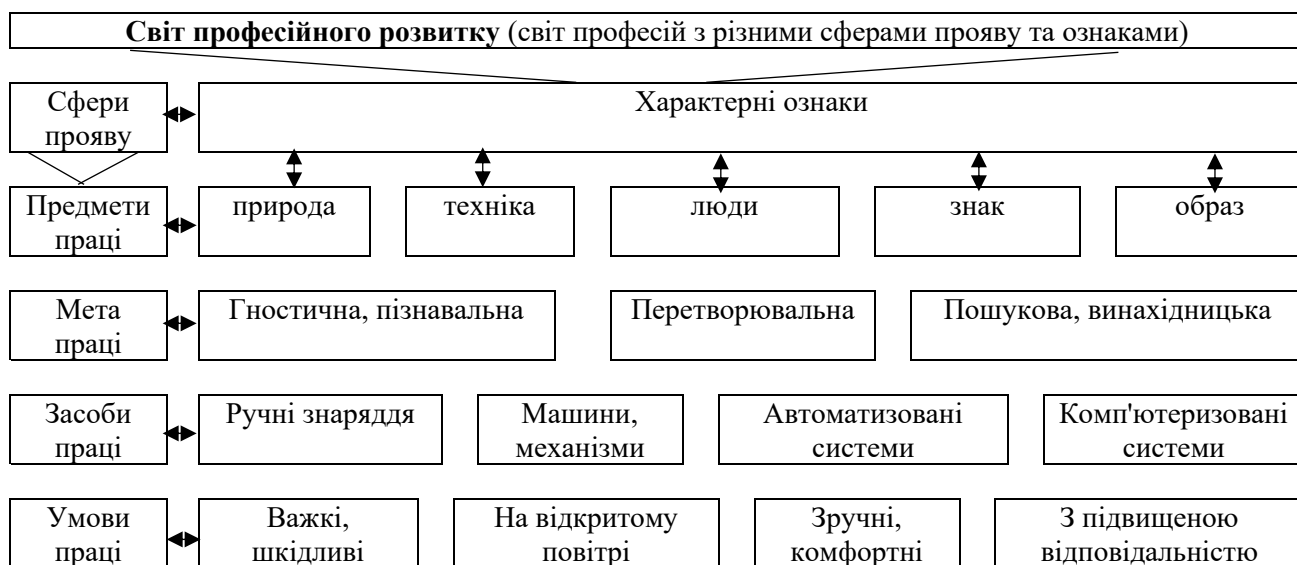 Світ професійного розвитку (світ професій з різними сферами прояву та ознаками)
Сфери
прояву
Характерні ознаки
Предмети
праці
природа
техніка
люди
знак
образ
Мета
праці
Гностична, пізнавальна
Перетворювальна
Пошукова, винахідницька
Засоби
праці
Ручні знаряддя
Машини,
механізми
Автоматизовані
системи
Комп'ютеризовані
системи
Умови
праці
Важкі,
шкідливі
На відкритому
повітрі
Зручні,
комфортні
З підвищеною
відповідальністю